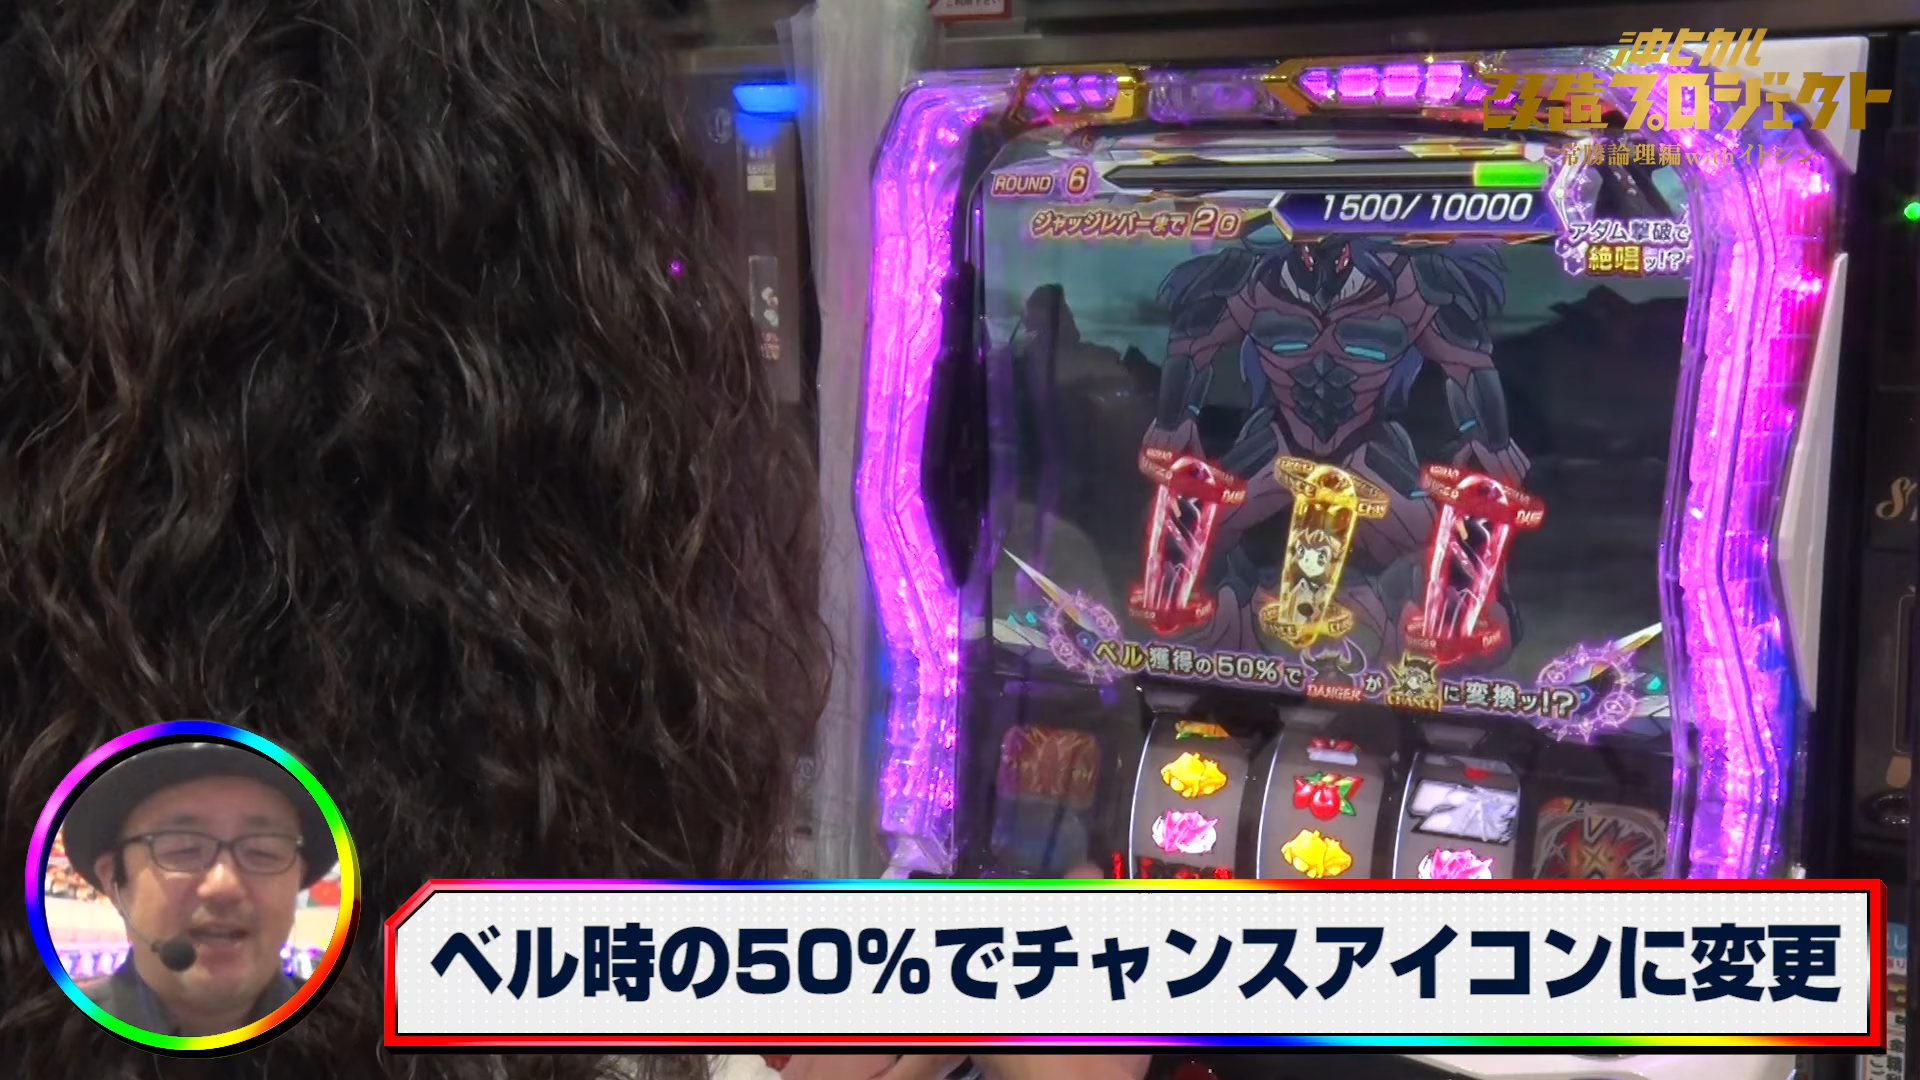 沖ヒカル
改造プロジェクト
常勝論理編withイトシン
ROUND 6
1500/10000
ジャッジレバーまで20
アダム撃破で
絶唱ッ!?
ベル獲得の50%で DANGER が CHANCE に変換ッ!?
ベル時の50%でチャンスアイコンに変更